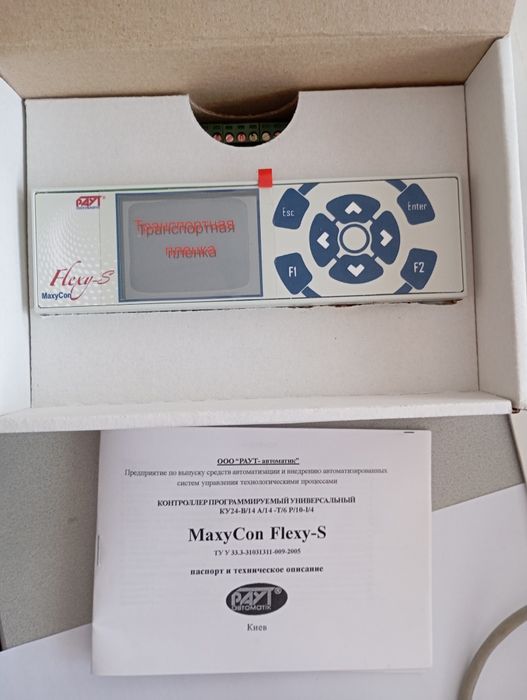 РАУТ®
Транспортная
пленка
Esc
Enter
F1
F2
Flexy-S
MaxyCon
ООО "РАУТ- автоматик"
Предприятие по выпуску средств автоматизации и внедрению автоматизированных
систем управления технологическими процессами
КОНТРОЛЛЕР ПРОГРАММИРУЕМЫЙ УНИВЕРСАЛЬНЫЙ
КУ24-В/14 А/14 -Т/6 Р/10-І/4
MaxyCon Flexy-S
ТУ У 33.3-31031311-009-2005
паспорт и техническое описание
РАУТ®
автоматік
Киев